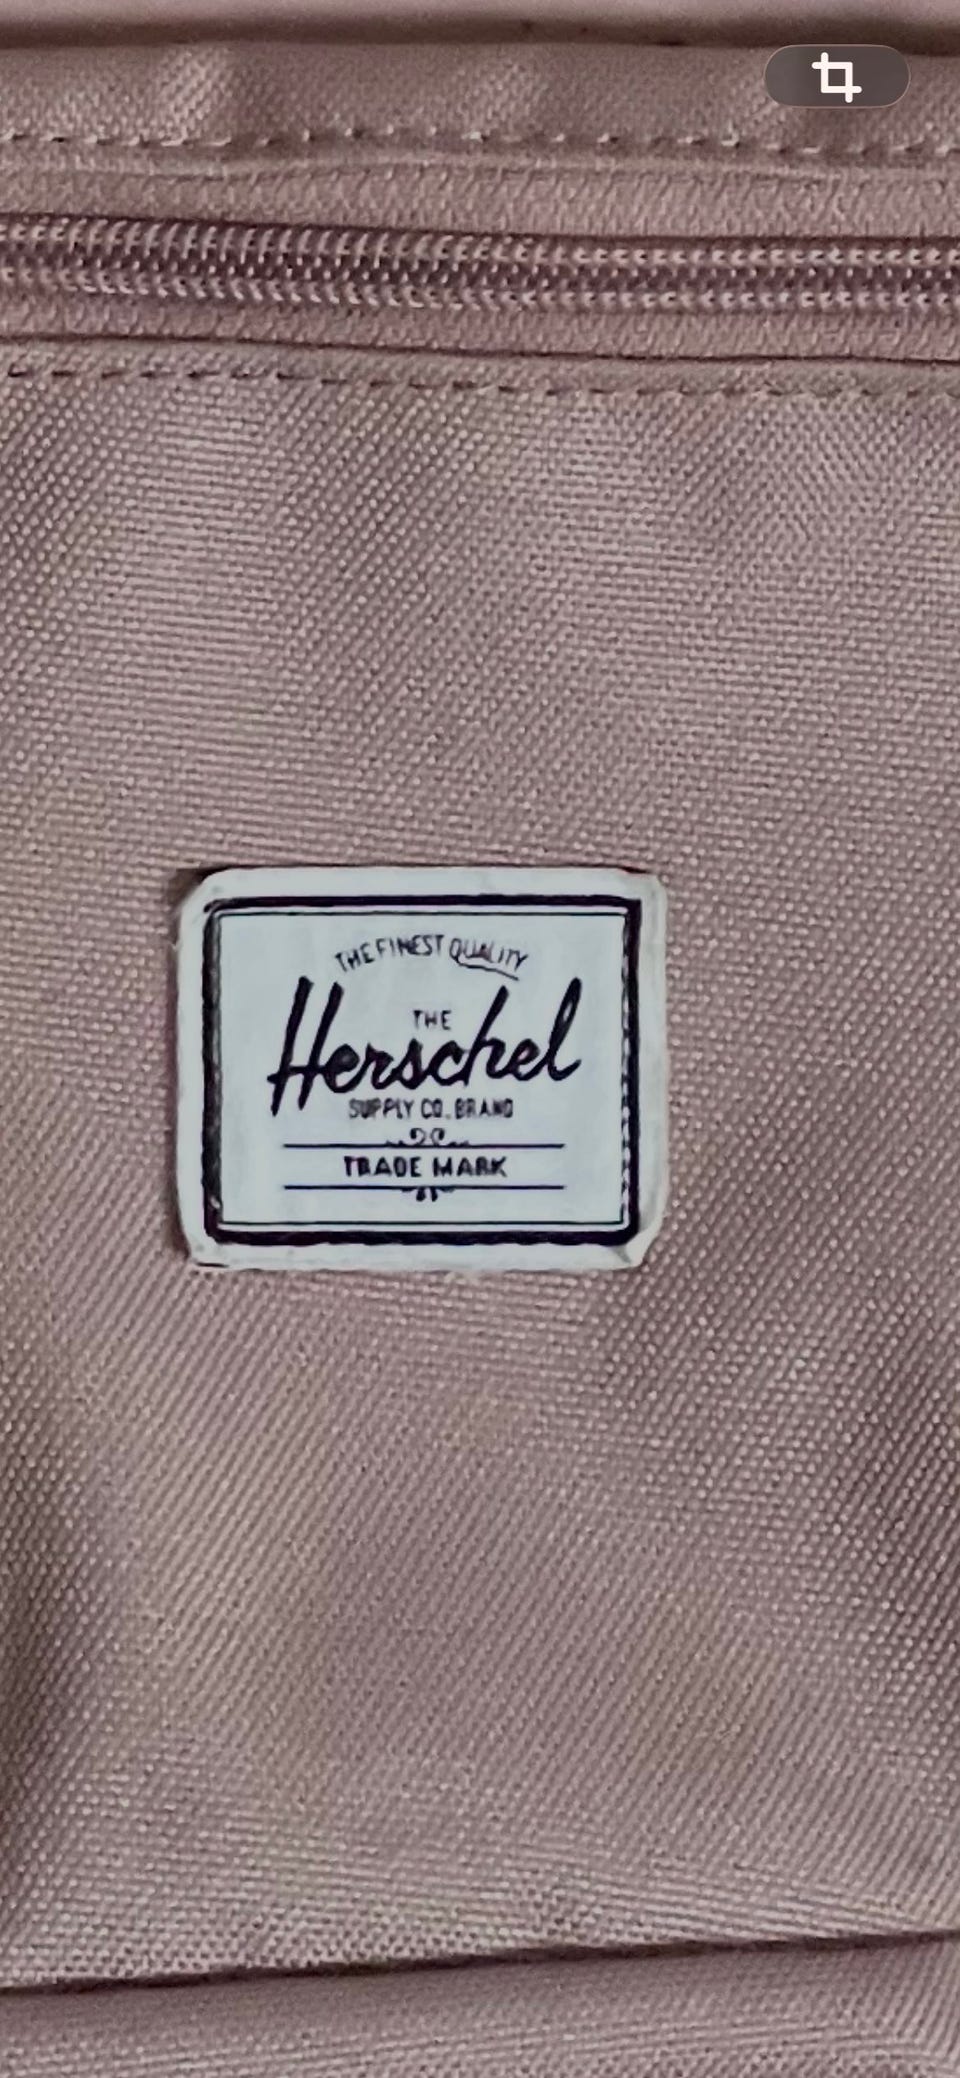 THE FINEST QUALITY
THE
Herschel
SUPPLY CO. BRAND
TRADE MARK